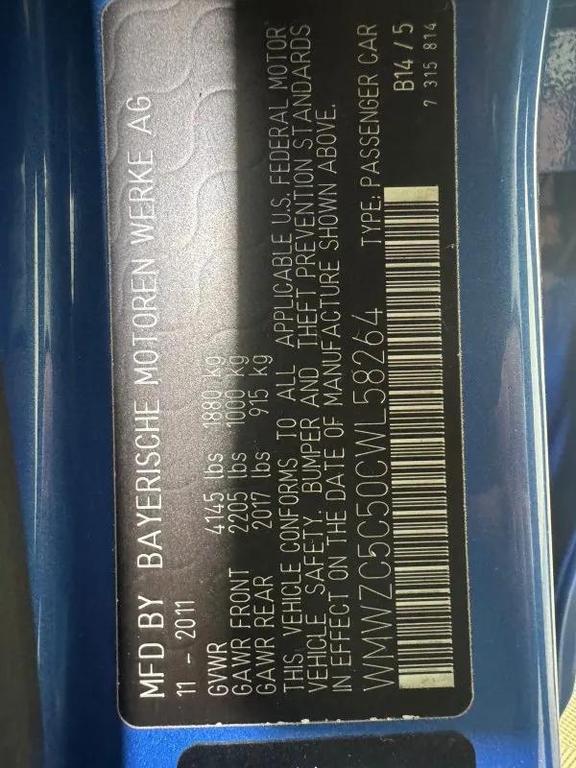 MFD BY BAYERISCHE MOTOREN WERKE AG
11 - 2011
GVWR 4145 lbs 1880 kg
GAWR FRONT 2205 lbs 1000 kg
GAWR REAR 2017 lbs 915 kg
THIS VEHICLE CONFORMS TO ALL APPLICABLE U.S. FEDERAL MOTOR
VEHICLE SAFETY, BUMPER AND THEFT PREVENTION STANDARDS
IN EFFECT ON THE DATE OF MANUFACTURE SHOWN ABOVE.
WMWZC5C50CWL58264 TYPE: PASSENGER CAR
B14 / 5
7 315 814